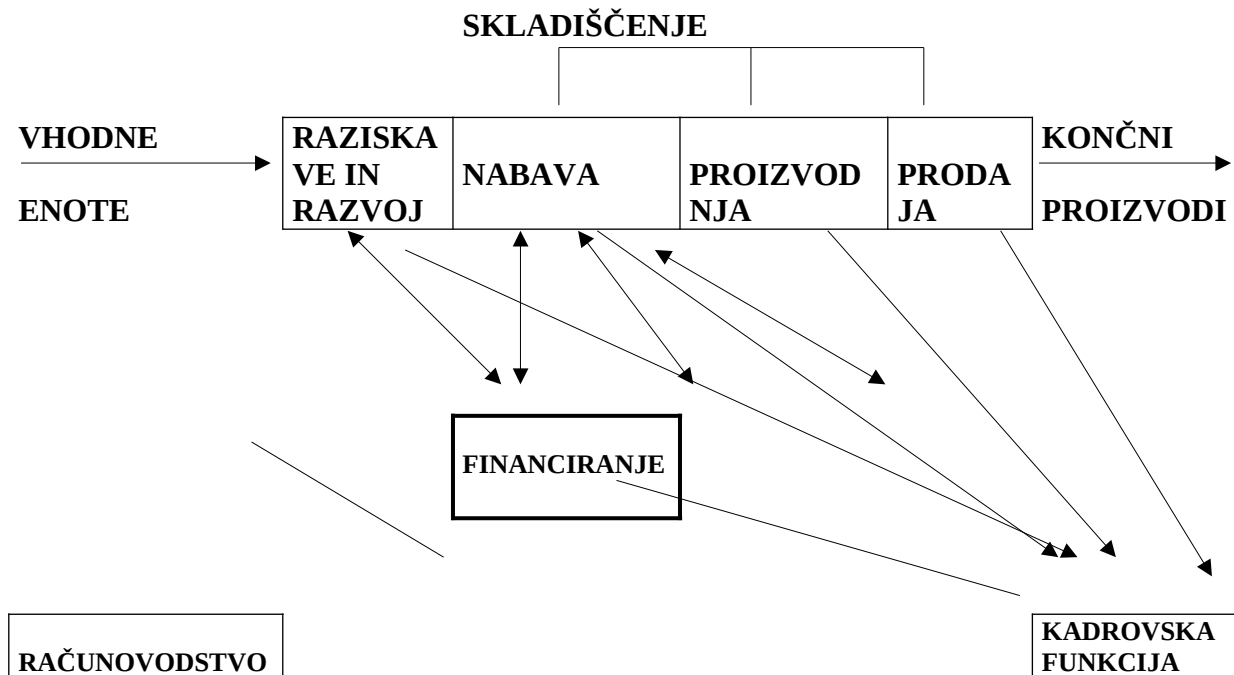 SKLADIŠČENJE
VHODNE
ENOTE
RAZISKA
VE IN
RAZVOJ
NABAVA
PROIZVOD
NJA
PRODA
JA
KONČNI
PROIZVODI
FINANCIRANJE
RAČUNOVODSTVO
KADROVSKA
FUNKCIJA